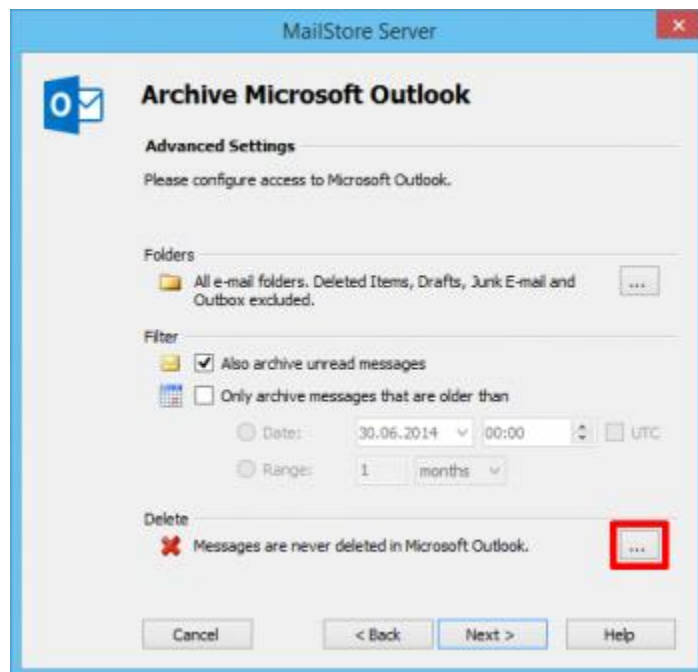 MailStore Server
Archive Microsoft Outlook
Advanced Settings
Please configure access to Microsoft Outlook.
Folders
All e-mail folders. Deleted Items, Drafts, Junk E-mail and
Outbox excluded.
...
Filter
Also archive unread messages
Only archive messages that are older than
Date: 30.06.2014 00:00 UTC
Range: 1 months
Delete
Messages are never deleted in Microsoft Outlook. ...
Cancel < Back Next > Help